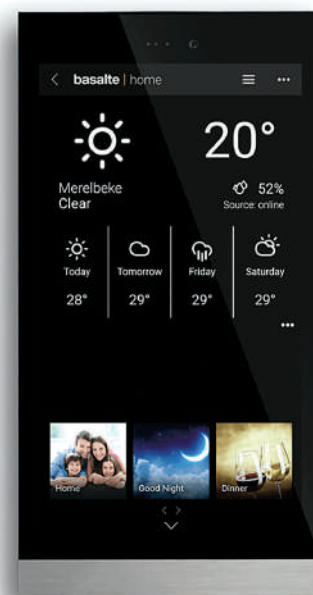 basalte | home
20°
Merelbeke
Clear
52%
Source: online
Today
Tomorrow
Friday
Saturday
28°
29°
29°
29°
Home
Good Night
Dinner